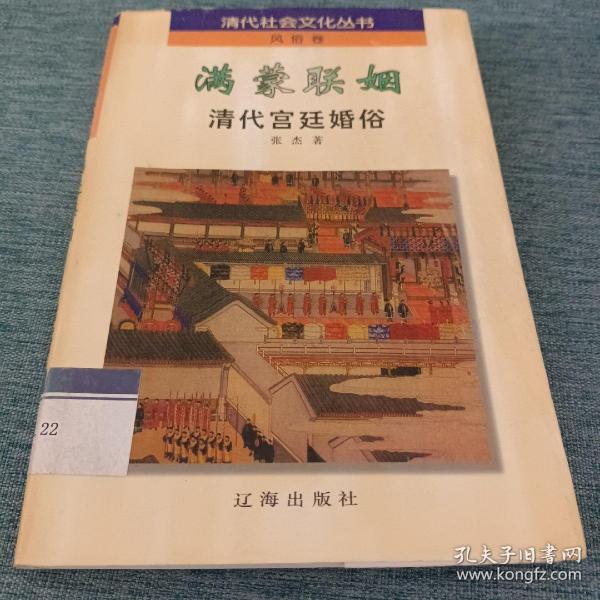 清代社会文化丛书
风俗卷
满蒙联姻
清代宫廷婚俗
张杰著
22
辽海出版社
孔夫子旧书网
www.kongfz.com